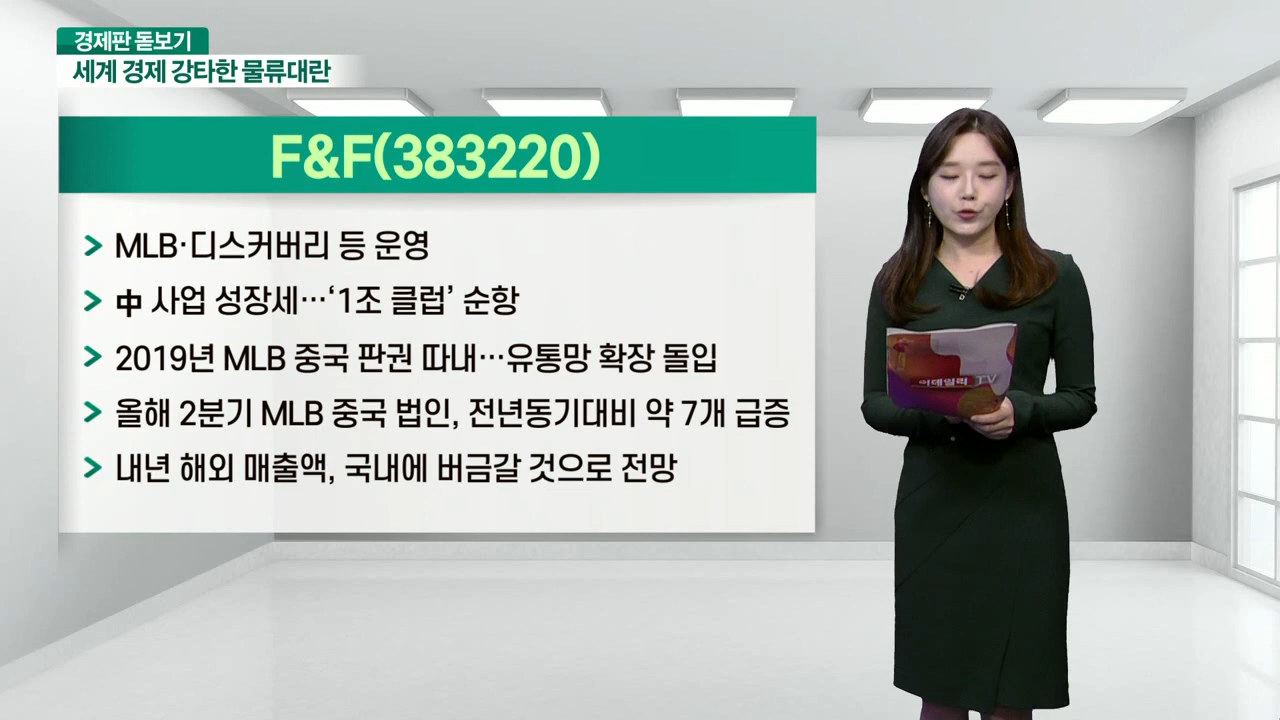 경제판 돋보기
세계 경제 강타한 물류대란
F&F(383220)
> MLB·디스커버리 등 운영
> 中 사업 성장세…‘1조 클럽’ 순항
> 2019년 MLB 중국 판권 따내…유통망 확장 돌입
> 올해 2분기 MLB 중국 법인, 전년동기대비 약 7개 급증
> 내년 해외 매출액, 국내에 버금갈 것으로 전망
이데일리 TV